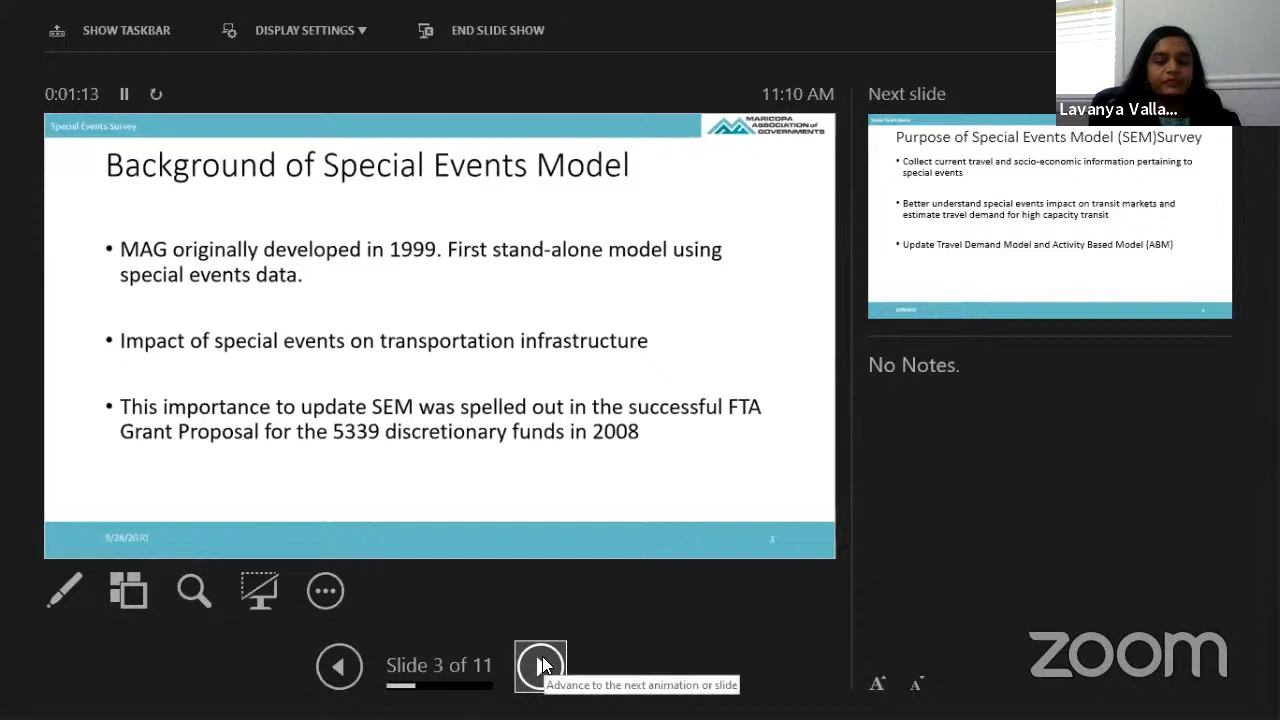 SHOW TASKBAR
DISPLAY SETTINGS ▼
END SLIDE SHOW
0:01:13
11:10 AM
Next slide
Lavanya Valla...
Special Events Survey
MARICOPA
ASSOCIATION of
GOVERNMENTS
Background of Special Events Model
• MAG originally developed in 1999. First stand-alone model using
special events data.
• Impact of special events on transportation infrastructure
• This importance to update SEM was spelled out in the successful FTA
Grant Proposal for the 5339 discretionary funds in 2008
9/28/2020
3
Purpose of Special Events Model (SEM)Survey
• Collect current travel and socio-economic information pertaining to
special events
• Better understand special events impact on transit markets and
estimate travel demand for high capacity transit
• Update Travel Demand Model and Activity Based Model (ABM)
4
No Notes.
Slide 3 of 11
Advance to the next animation or slide
A A
zoom